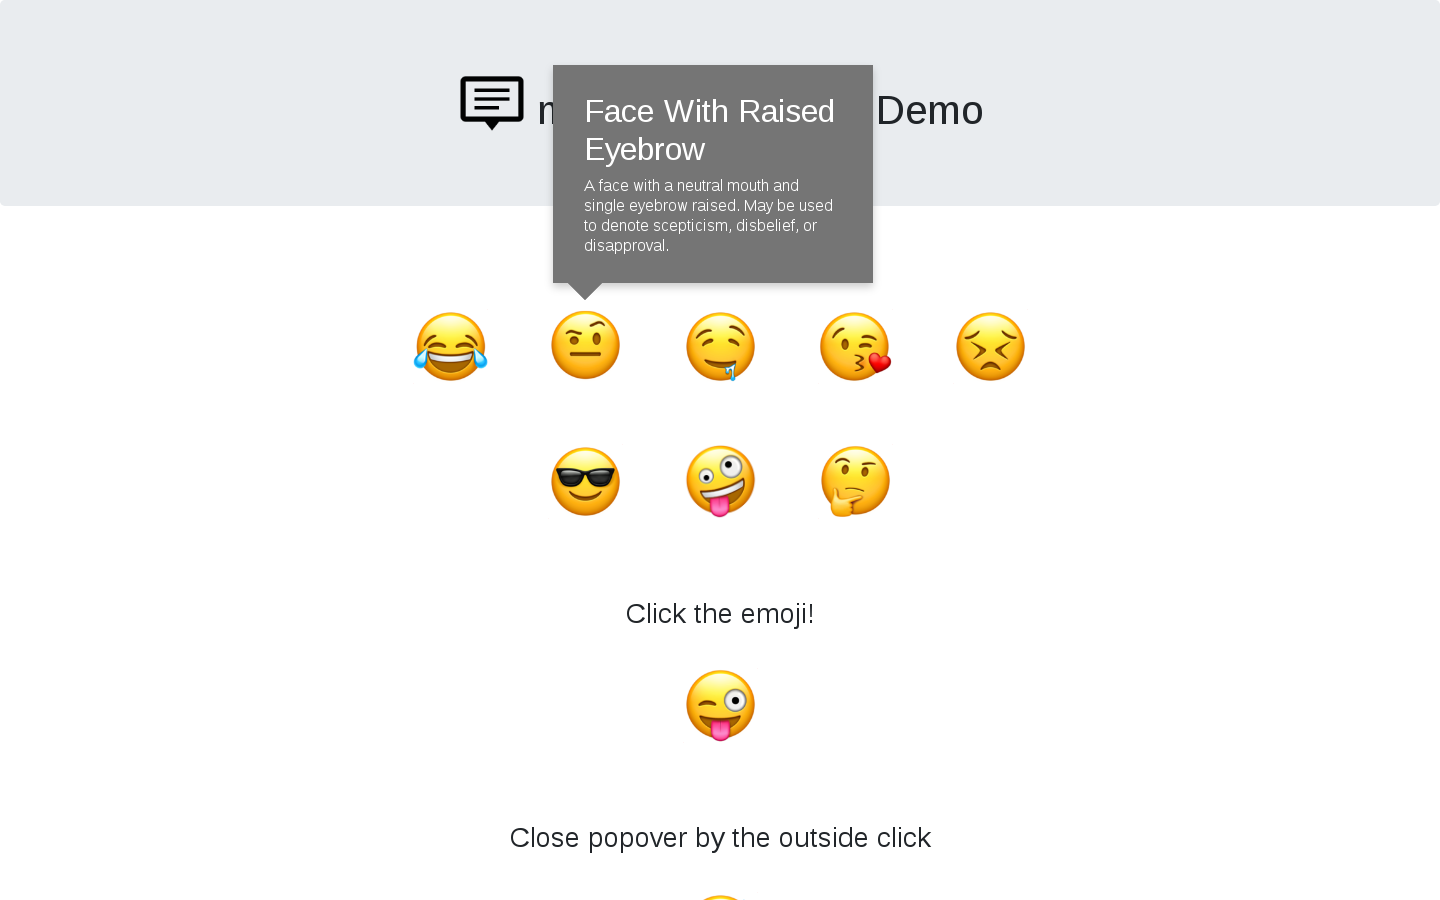 Demo
Face With Raised
Eyebrow
A face with a neutral mouth and
single eyebrow raised. May be used
to denote scepticism, disbelief, or
disapproval.
Click the emoji!
Close popover by the outside click